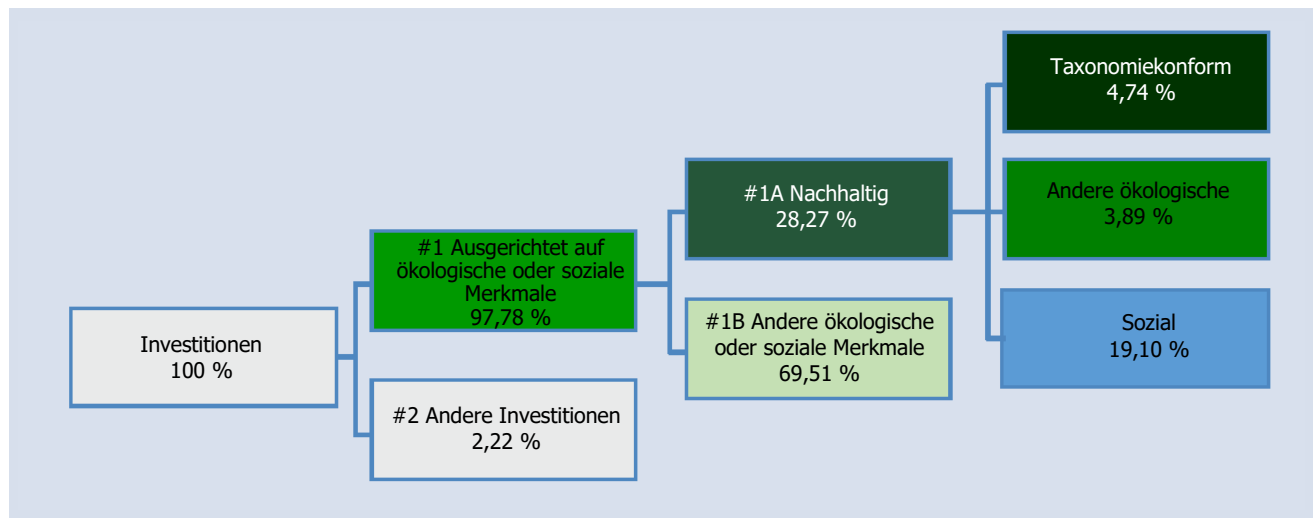 Taxonomiekonform
4,74 %
#1A Nachhaltig
28,27 %
Andere ökologische
3,89 %
#1 Ausgerichtet auf
ökologische oder soziale
Merkmale
97,78 %
Investitionen
100 %
#1B Andere ökologische
oder soziale Merkmale
69,51 %
Sozial
19,10 %
#2 Andere Investitionen
2,22 %